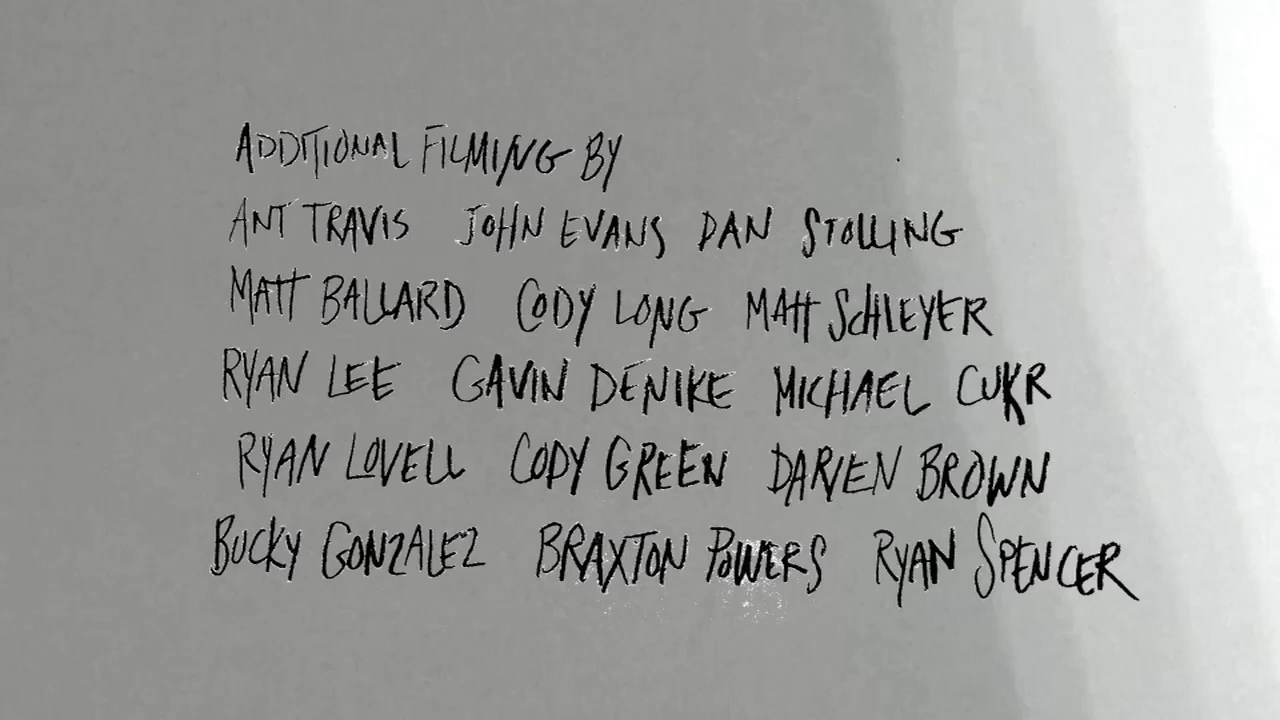 ADDITIONAL FILMING BY
ANT TRAVIS JOHN EVANS DAN STOLLING
MATT BALLARD CODY LONG MATT SCHLEYER
RYAN LEE GAVIN DENIKE MICHAEL CUKR
RYAN LOVELL CODY GREEN DARIEN BROWN
BUCKY GONZALEZ BRAXTON POWERS RYAN SPENCER